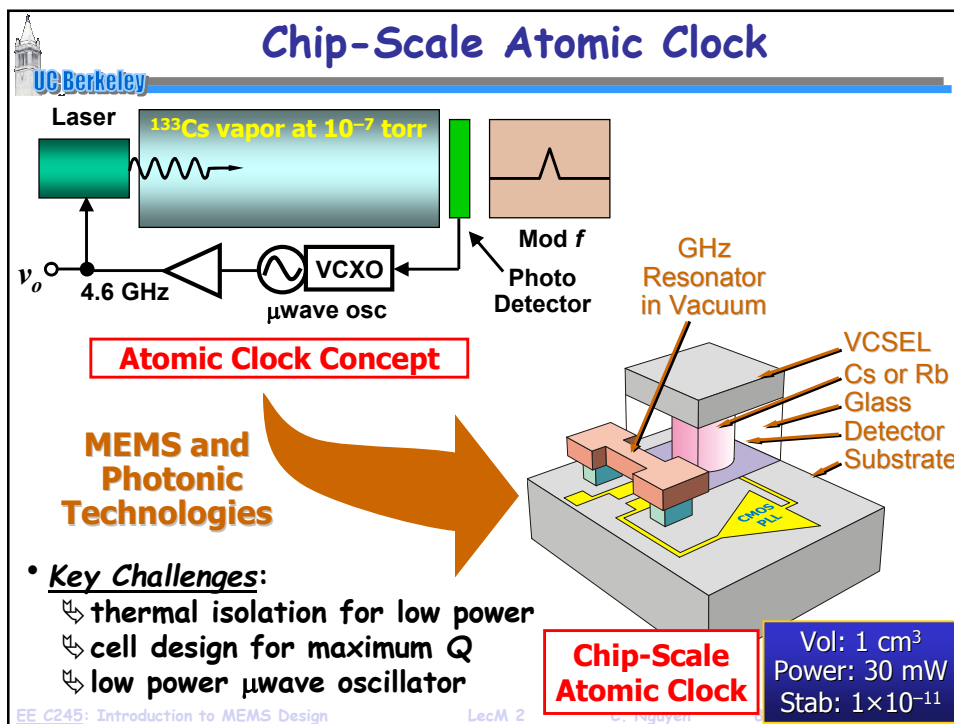 Chip-Scale Atomic Clock
UC Berkeley
Laser
¹³³Cs vapor at 10⁻⁷ torr
Mod f
Photo
Detector
VCXO
μwave osc
4.6 GHz
vₒ
Atomic Clock Concept
GHz
Resonator
in Vacuum
VCSEL
Cs or Rb
Glass
Detector
Substrate
CMOS
PLL
MEMS and
Photonic
Technologies
• Key Challenges:
thermal isolation for low power
cell design for maximum Q
low power μwave oscillator
Chip-Scale
Atomic Clock
Vol: 1 cm³
Power: 30 mW
Stab: 1×10⁻¹¹
EE C245: Introduction to MEMS Design LecM 2 C. Nguyen